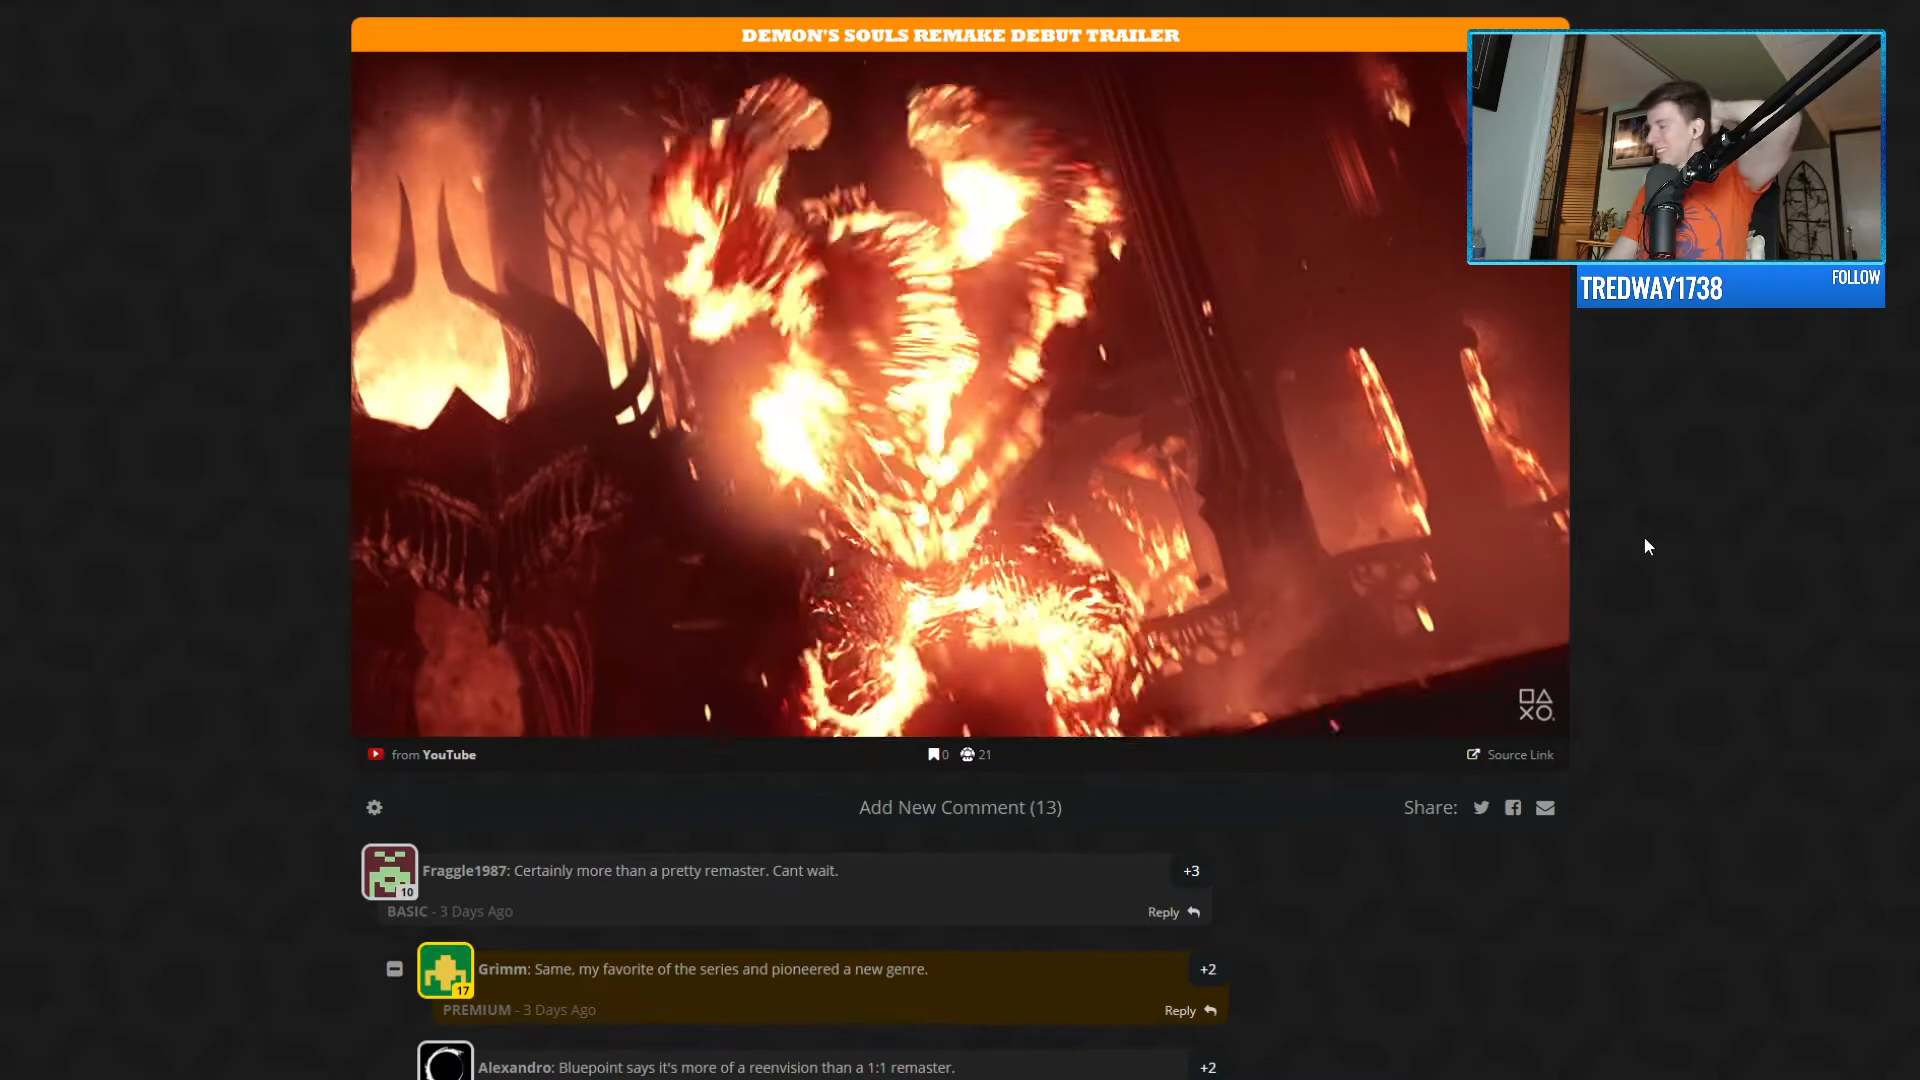 DEMON'S SOULS REMAKE DEBUT TRAILER
TREDWAY1738
FOLLOW
from YouTube
0
21
Source Link
Add New Comment (13)
Share:
Fraggle1987: Certainly more than a pretty remaster. Cant wait.
+3
10
BASIC - 3 Days Ago
Reply
Grimm: Same, my favorite of the series and pioneered a new genre.
+2
17
PREMIUM - 3 Days Ago
Reply
Alexandro: Bluepoint says it's more of a reenvision than a 1:1 remaster.
+2